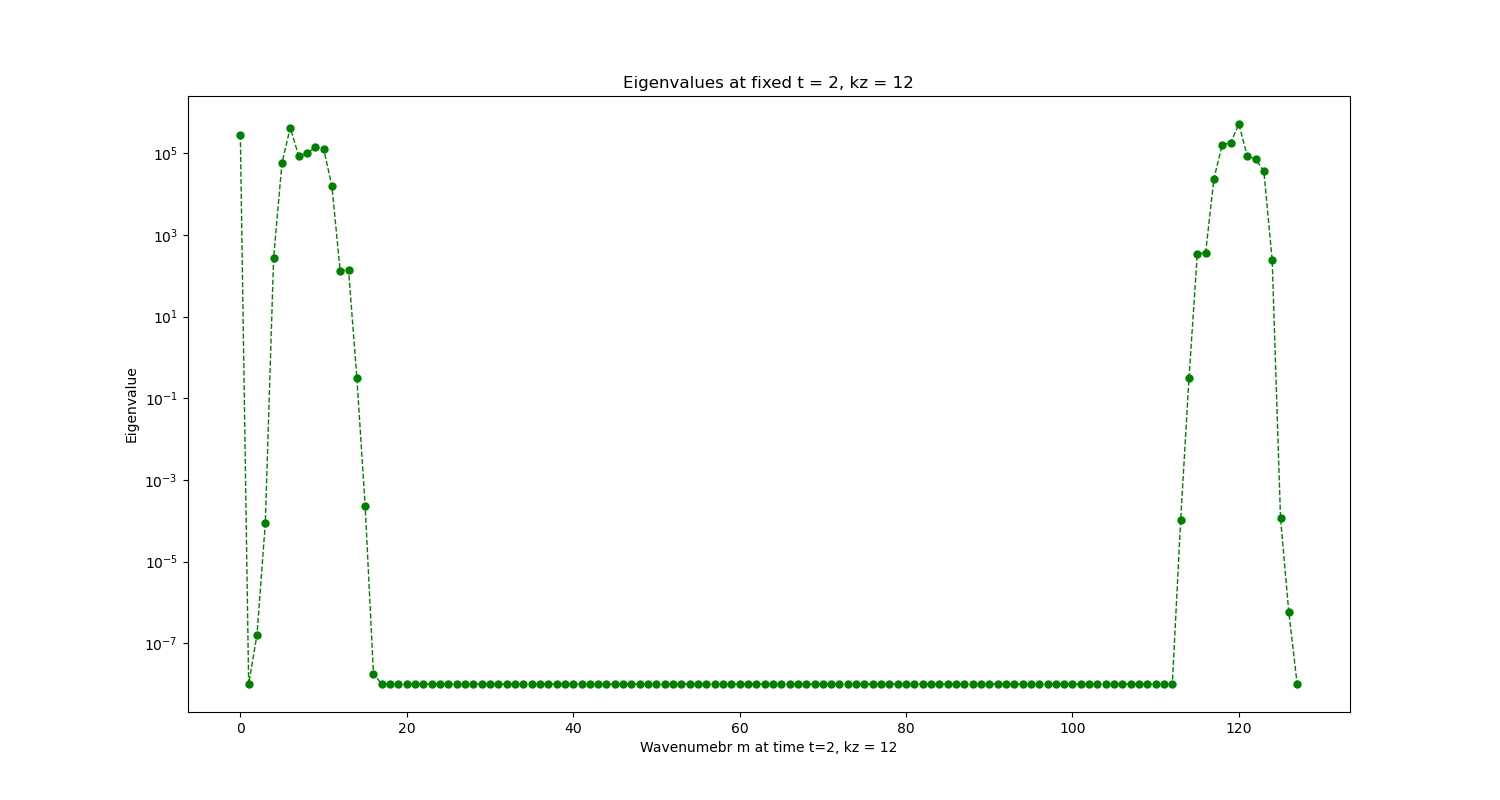 Eigenvalues at fixed t = 2, kz = 12
Eigenvalue
10^5
10^3
10^1
10^-1
10^-3
10^-5
10^-7
0 20 40 60 80 100 120
Wavenumebr m at time t=2, kz = 12